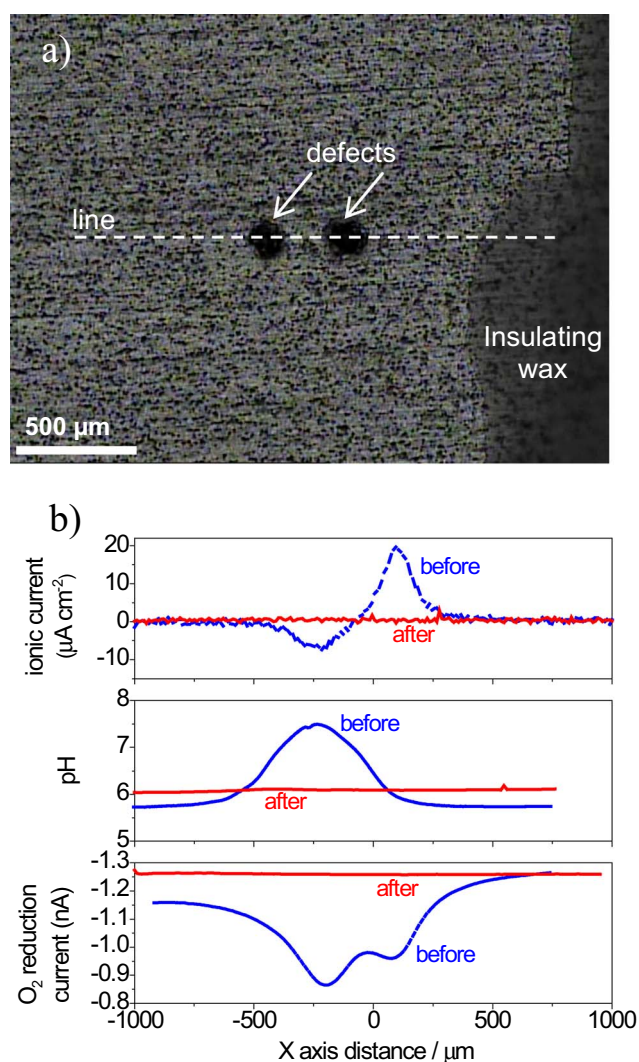 a)
defects
line
Insulating
wax
500 µm
b)
20
10
0
-10
ionic current
(µA cm⁻²)
before
after
8
7
6
5
pH
before
after
-1.3
-1.2
-1.1
-1.0
-0.9
-0.8
O₂ reduction
current (nA)
after
before
-1000 -500 0 500 1000
X axis distance / µm